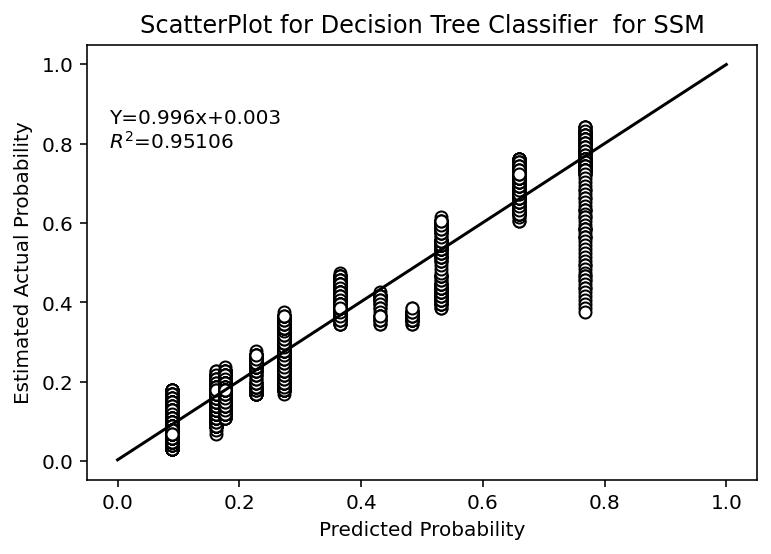 ScatterPlot for Decision Tree Classifier  for SSM
Y=0.996x+0.003
R²=0.95106
Estimated Actual Probability
1.0
0.8
0.6
0.4
0.2
0.0
0.0 0.2 0.4 0.6 0.8 1.0
Predicted Probability